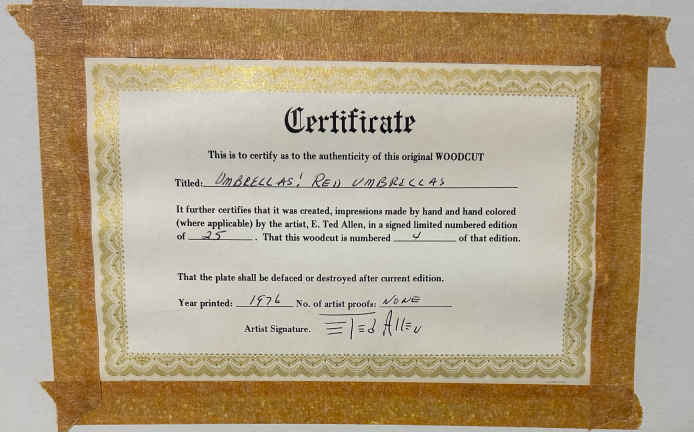 Certificate
This is to certify as to the authenticity of this original WOODCUT
Titled: UMBRELLAS! RED UMBRELLAS
It further certifies that it was created, impressions made by hand and hand colored
(where applicable) by the artist, E. Ted Allen, in a signed limited numbered edition
of 25. That this woodcut is numbered 4 of that edition.
That the plate shall be defaced or destroyed after current edition.
Year printed: 1976 No. of artist proofs: NONE
Artist Signature. E Ted Allen